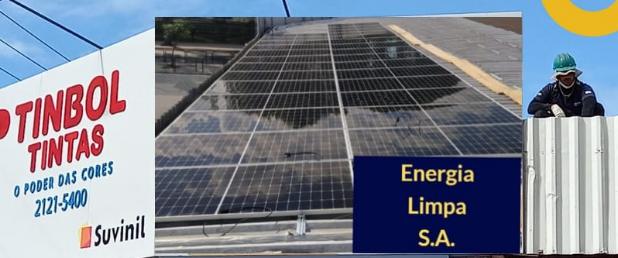 TINBOL
TINTAS
O PODER DAS CORES
2121-5400
Suvinil
Energia
Limpa
S.A.